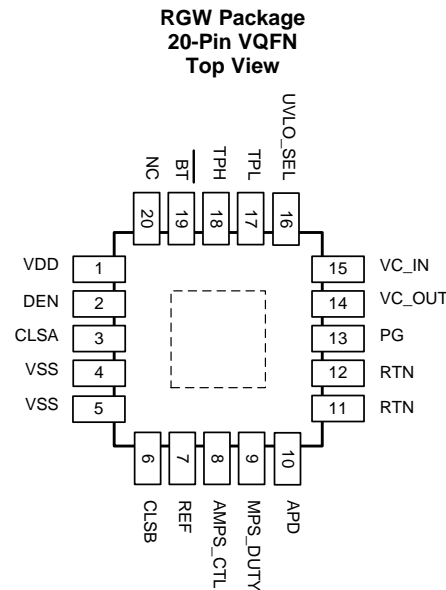 RGW Package
20-Pin VQFN
Top View
NC
BT
TPH
TPL
UVLO_SEL
20
19
18
17
16
VDD 1
15 VC_IN
DEN 2
14 VC_OUT
CLSA 3
13 PG
VSS 4
12 RTN
VSS 5
11 RTN
6
7
8
9
10
CLSB
REF
AMPS_CTL
MPS_DUTY
APD